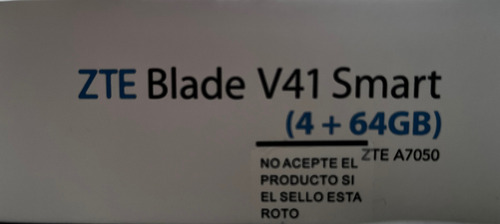 ZTE Blade V41 Smart
(4 + 64GB)
ZTE A7050
NO ACEPTE EL
PRODUCTO SI
EL SELLO ESTA
ROTO